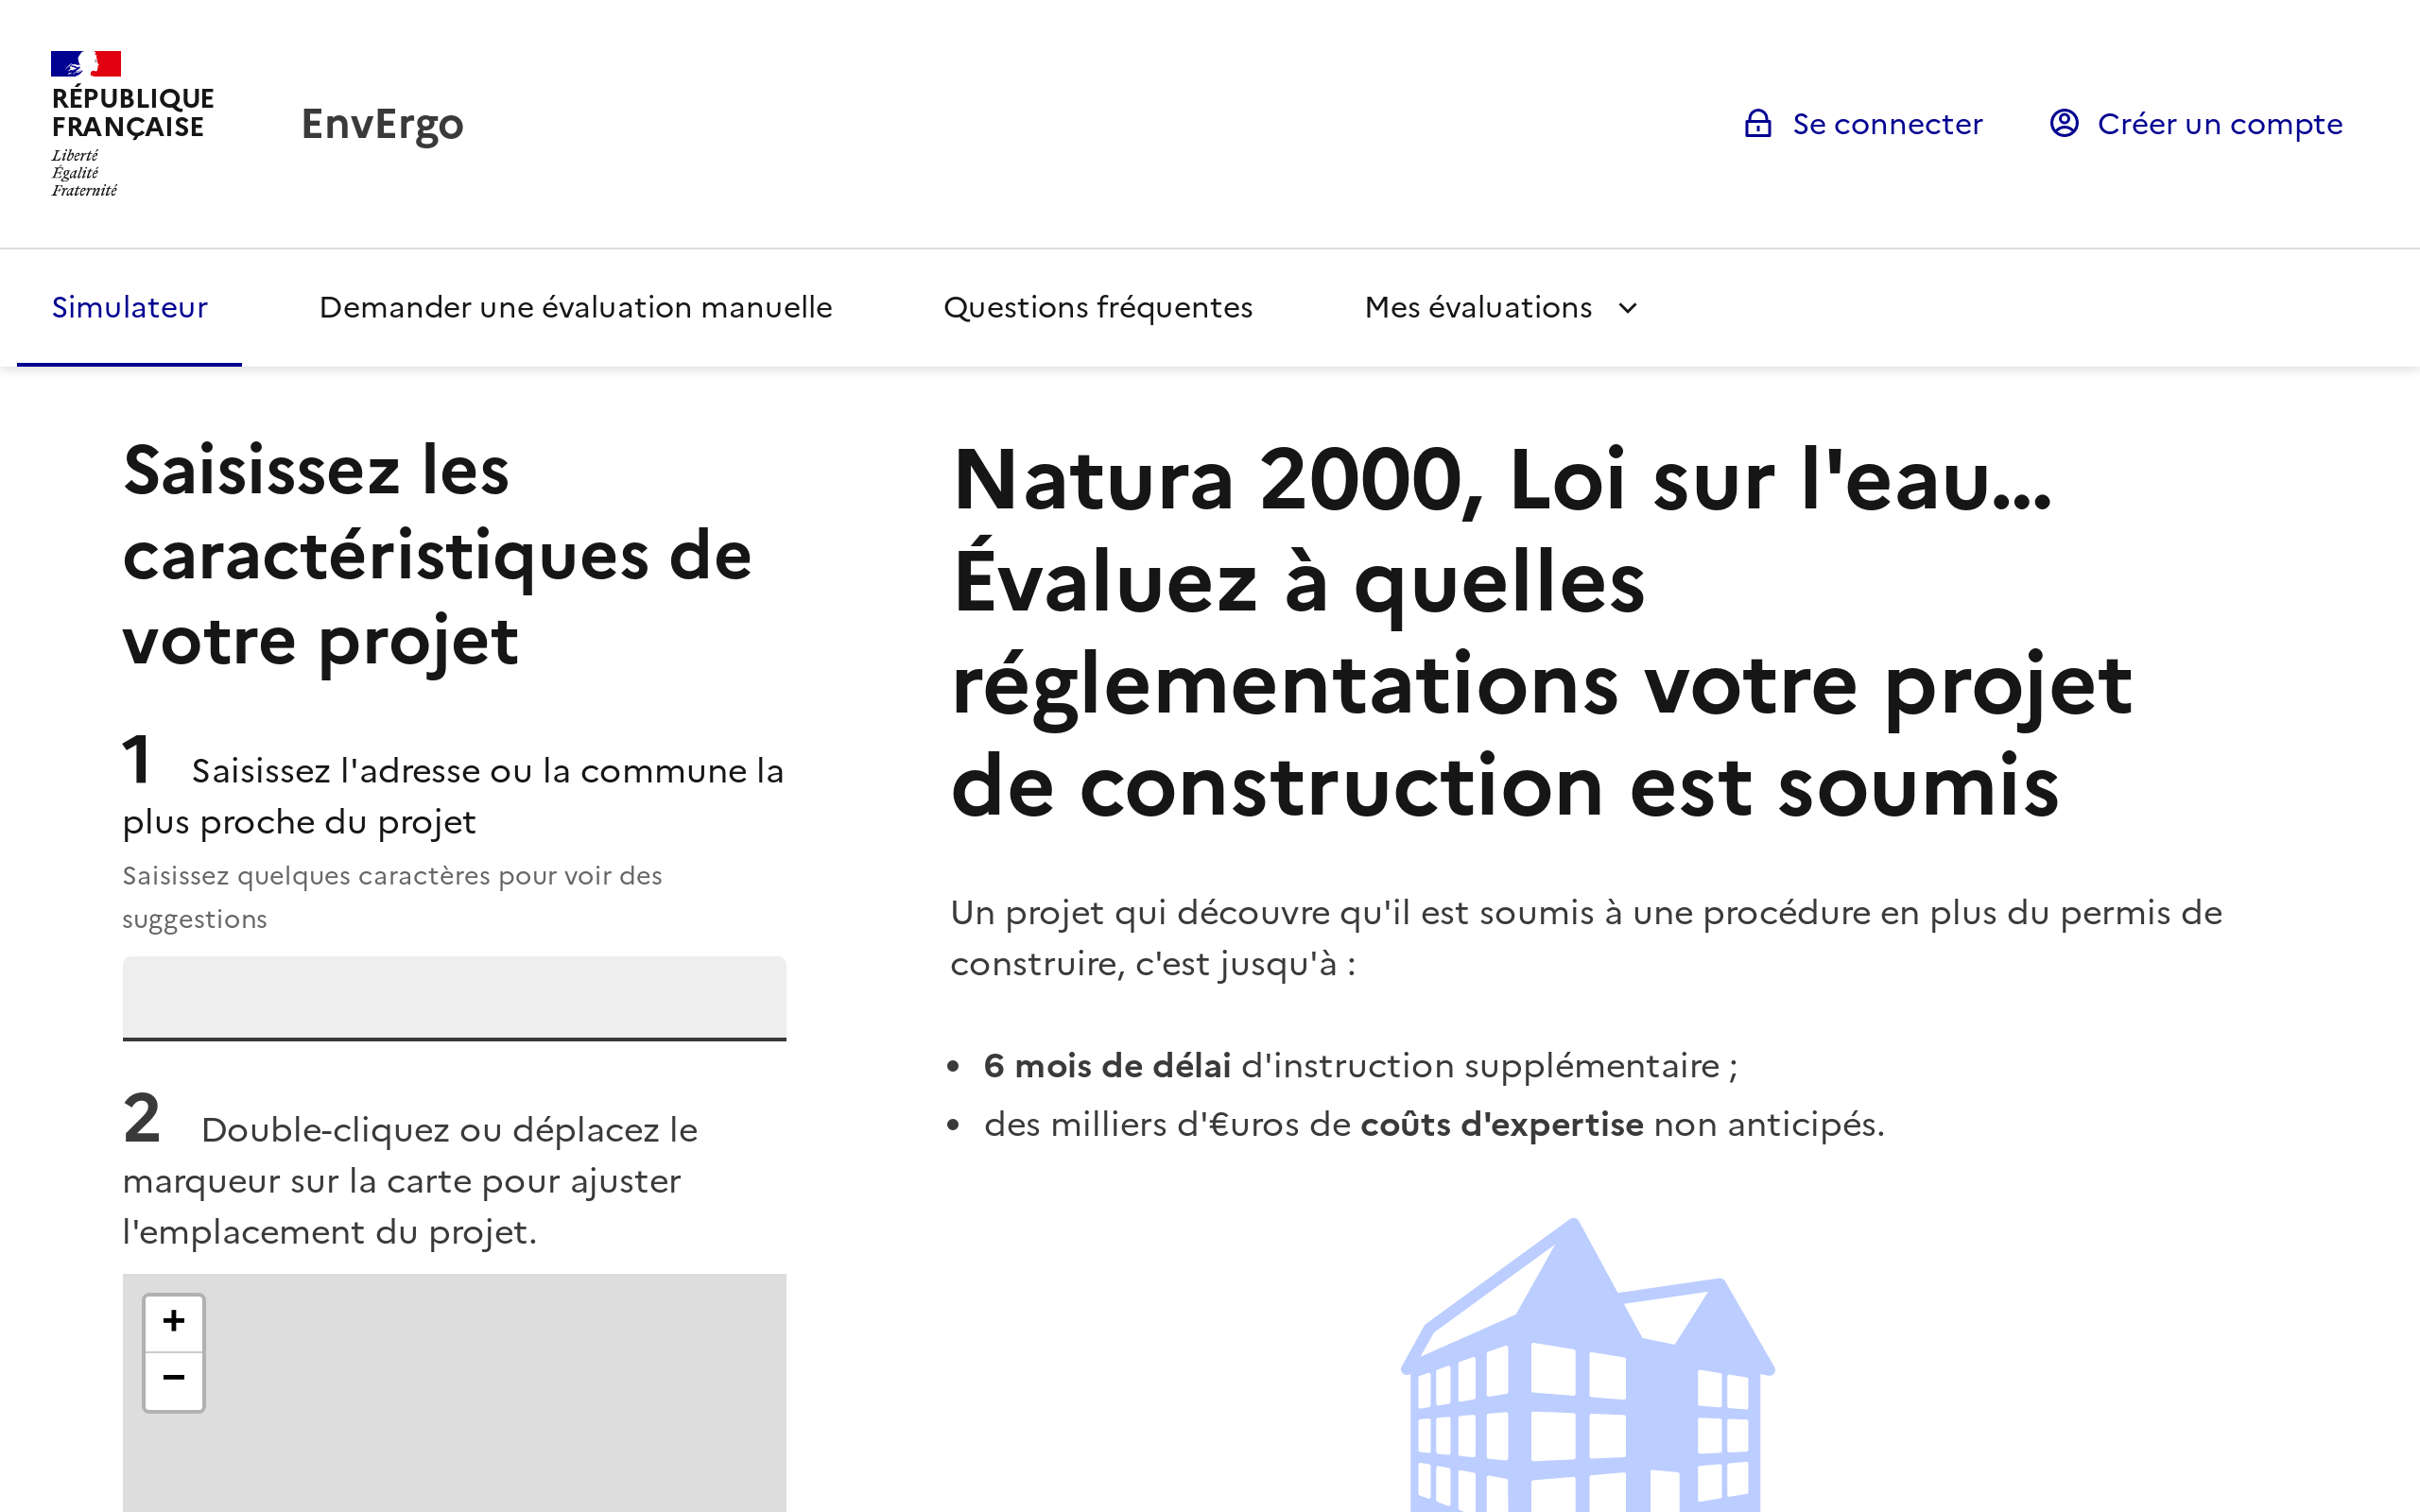 RÉPUBLIQUE
FRANÇAISE
Liberté
Égalité
Fraternité
EnvErgo
Se connecter
Créer un compte
Simulateur
Demander une évaluation manuelle
Questions fréquentes
Mes évaluations
Saisissez les
caractéristiques de
votre projet
1 Saisissez l'adresse ou la commune la
plus proche du projet
Saisissez quelques caractères pour voir des
suggestions
2 Double-cliquez ou déplacez le
marqueur sur la carte pour ajuster
l'emplacement du projet.
+
−
Natura 2000, Loi sur l'eau…
Évaluez à quelles
réglementations votre projet
de construction est soumis
Un projet qui découvre qu'il est soumis à une procédure en plus du permis de
construire, c'est jusqu'à :
• 6 mois de délai d'instruction supplémentaire ;
• des milliers d'€uros de coûts d'expertise non anticipés.